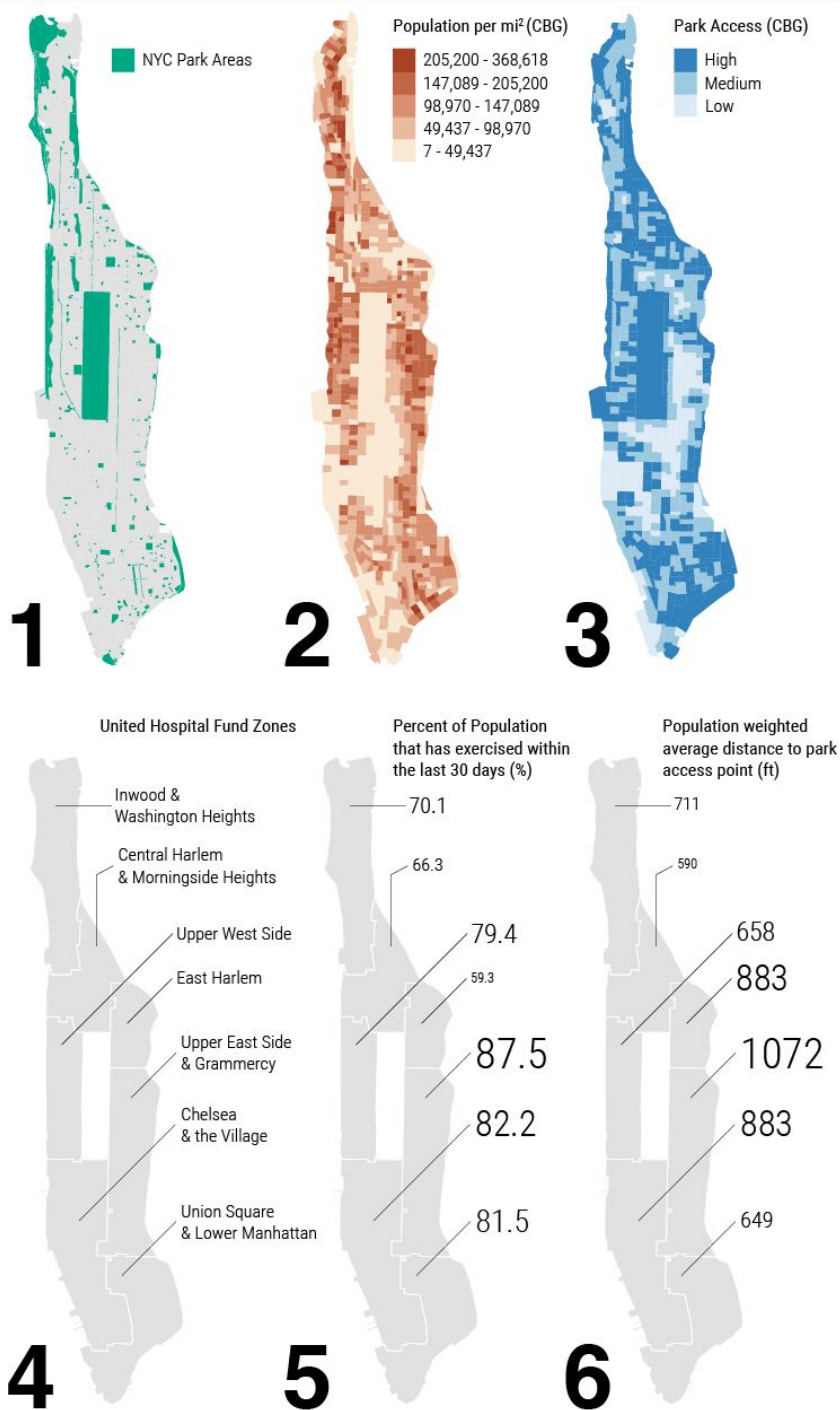 NYC Park Areas
1
Population per mi² (CBG)
205,200 - 368,618
147,089 - 205,200
98,970 - 147,089
49,437 - 98,970
7 - 49,437
2
Park Access (CBG)
High
Medium
Low
3
United Hospital Fund Zones
Inwood &
Washington Heights
Central Harlem
& Morningside Heights
Upper West Side
East Harlem
Upper East Side
& Grammercy
Chelsea
& the Village
Union Square
& Lower Manhattan
4
Percent of Population
that has exercised within
the last 30 days (%)
70.1
66.3
79.4
59.3
87.5
82.2
81.5
5
Population weighted
average distance to park
access point (ft)
711
590
658
883
1072
883
649
6